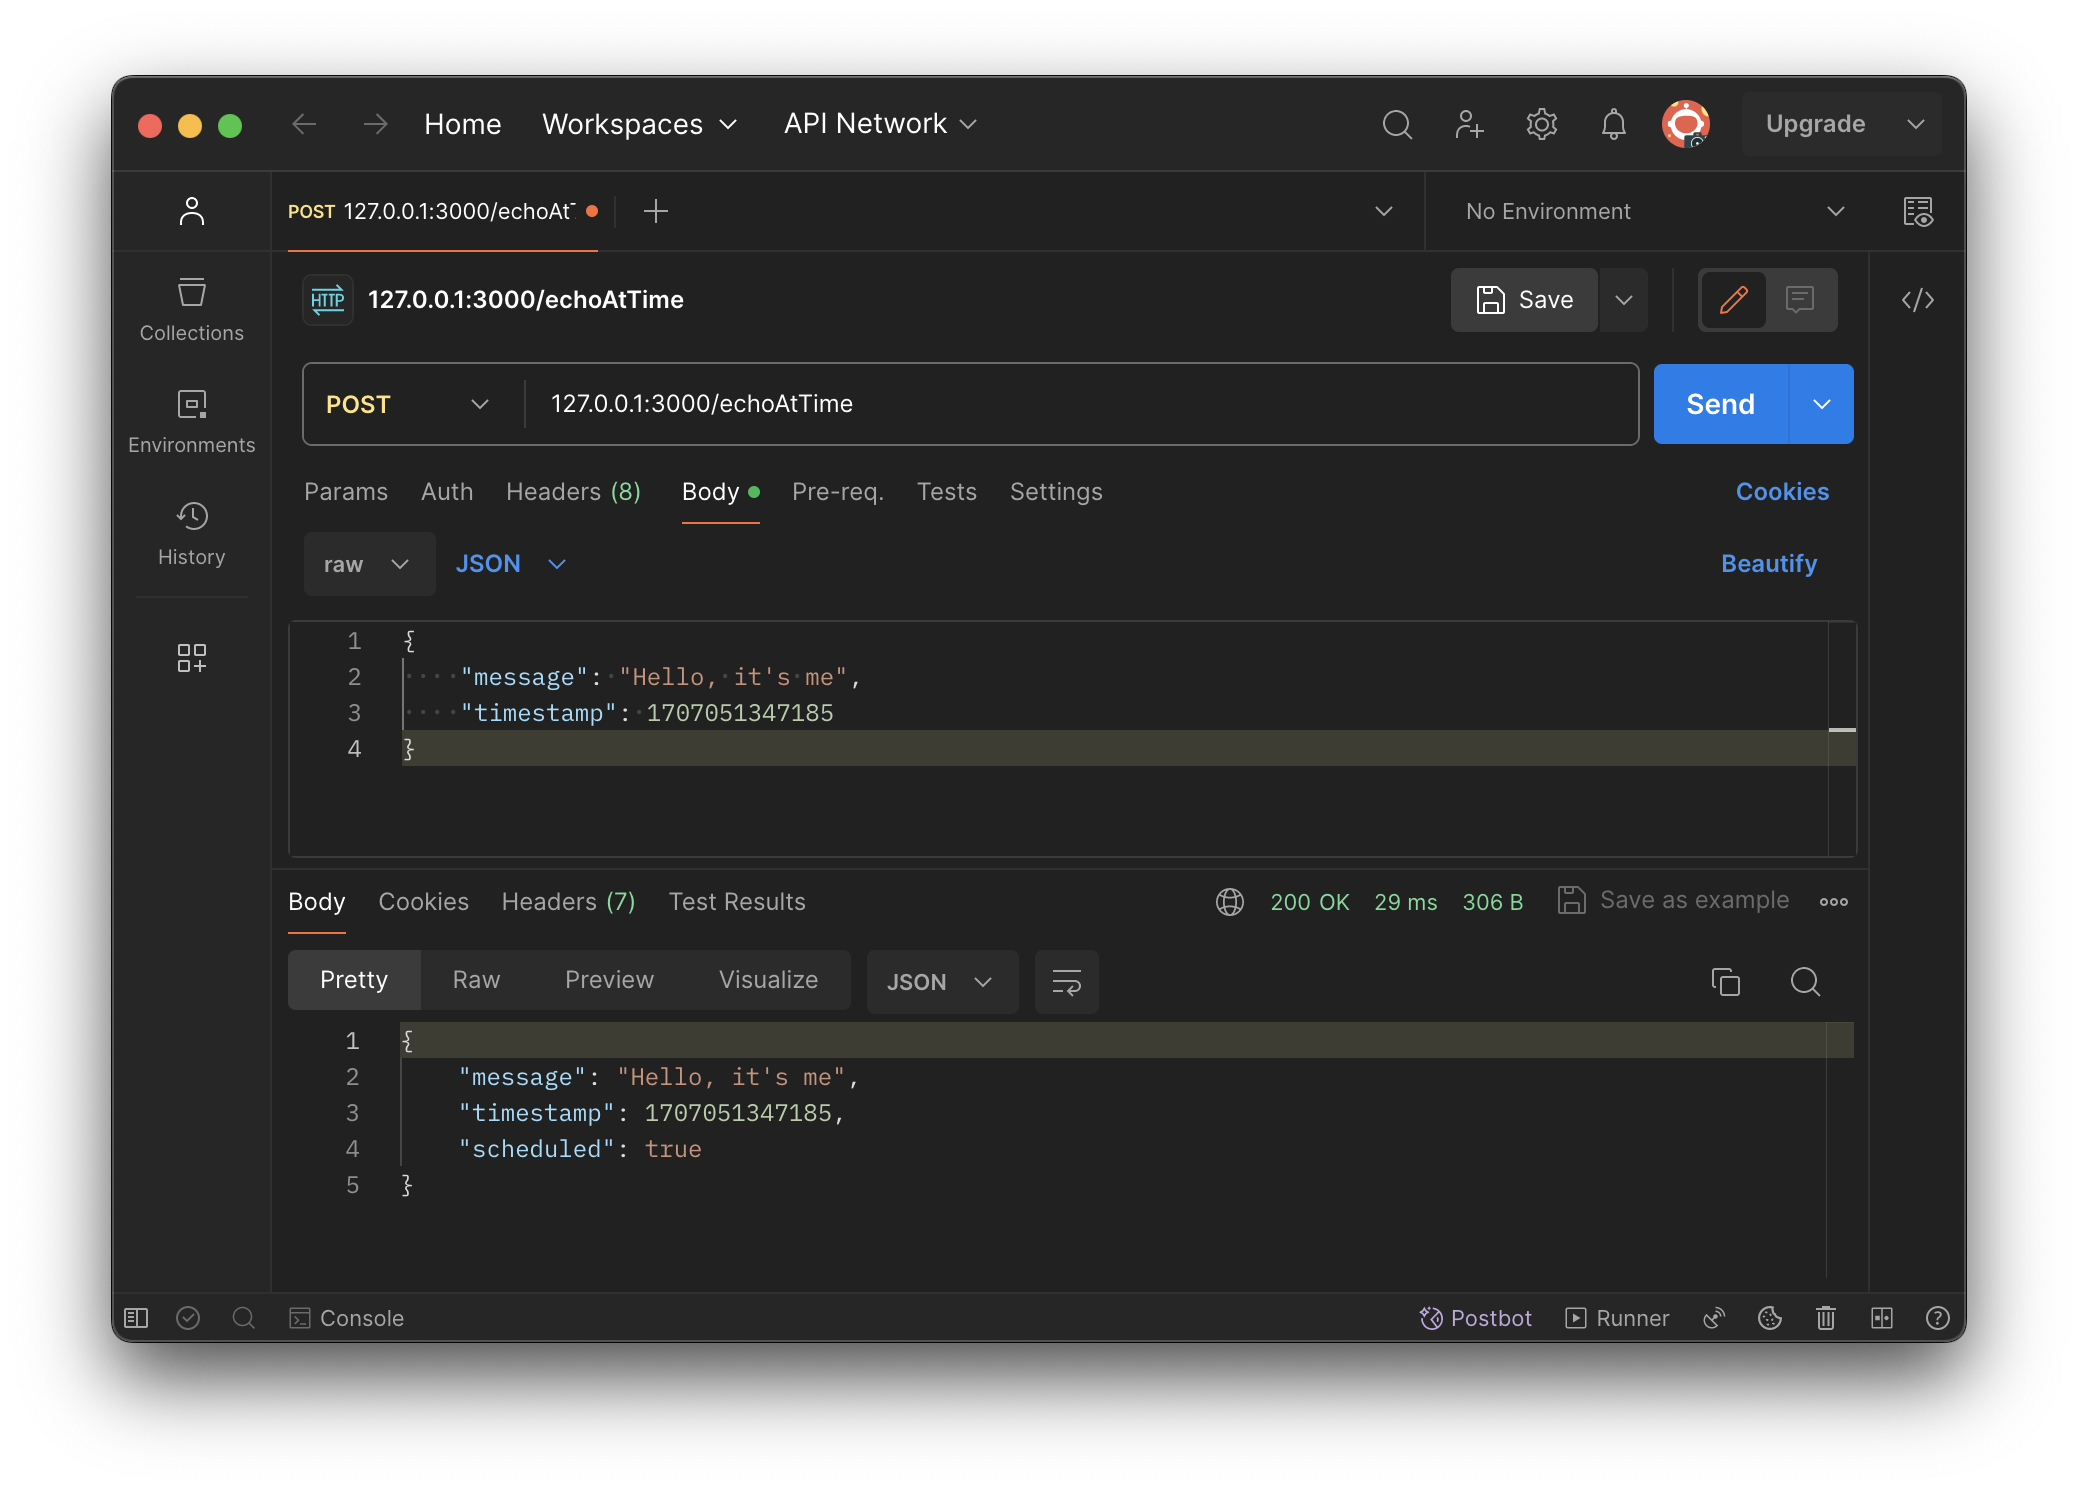 Home Workspaces API Network Upgrade
POST 127.0.0.1:3000/echoAt No Environment
HTTP 127.0.0.1:3000/echoAtTime Save
Collections
POST 127.0.0.1:3000/echoAtTime Send
Environments
Params Auth Headers (8) Body Pre-req. Tests Settings Cookies
History
raw JSON Beautify
1 {
2 "message": "Hello, it's me",
3 "timestamp": 1707051347185
4 }
Body Cookies Headers (7) Test Results 200 OK 29 ms 306 B Save as example
Pretty Raw Preview Visualize JSON
1 {
2 "message": "Hello, it's me",
3 "timestamp": 1707051347185,
4 "scheduled": true
5 }
Console Postbot Runner